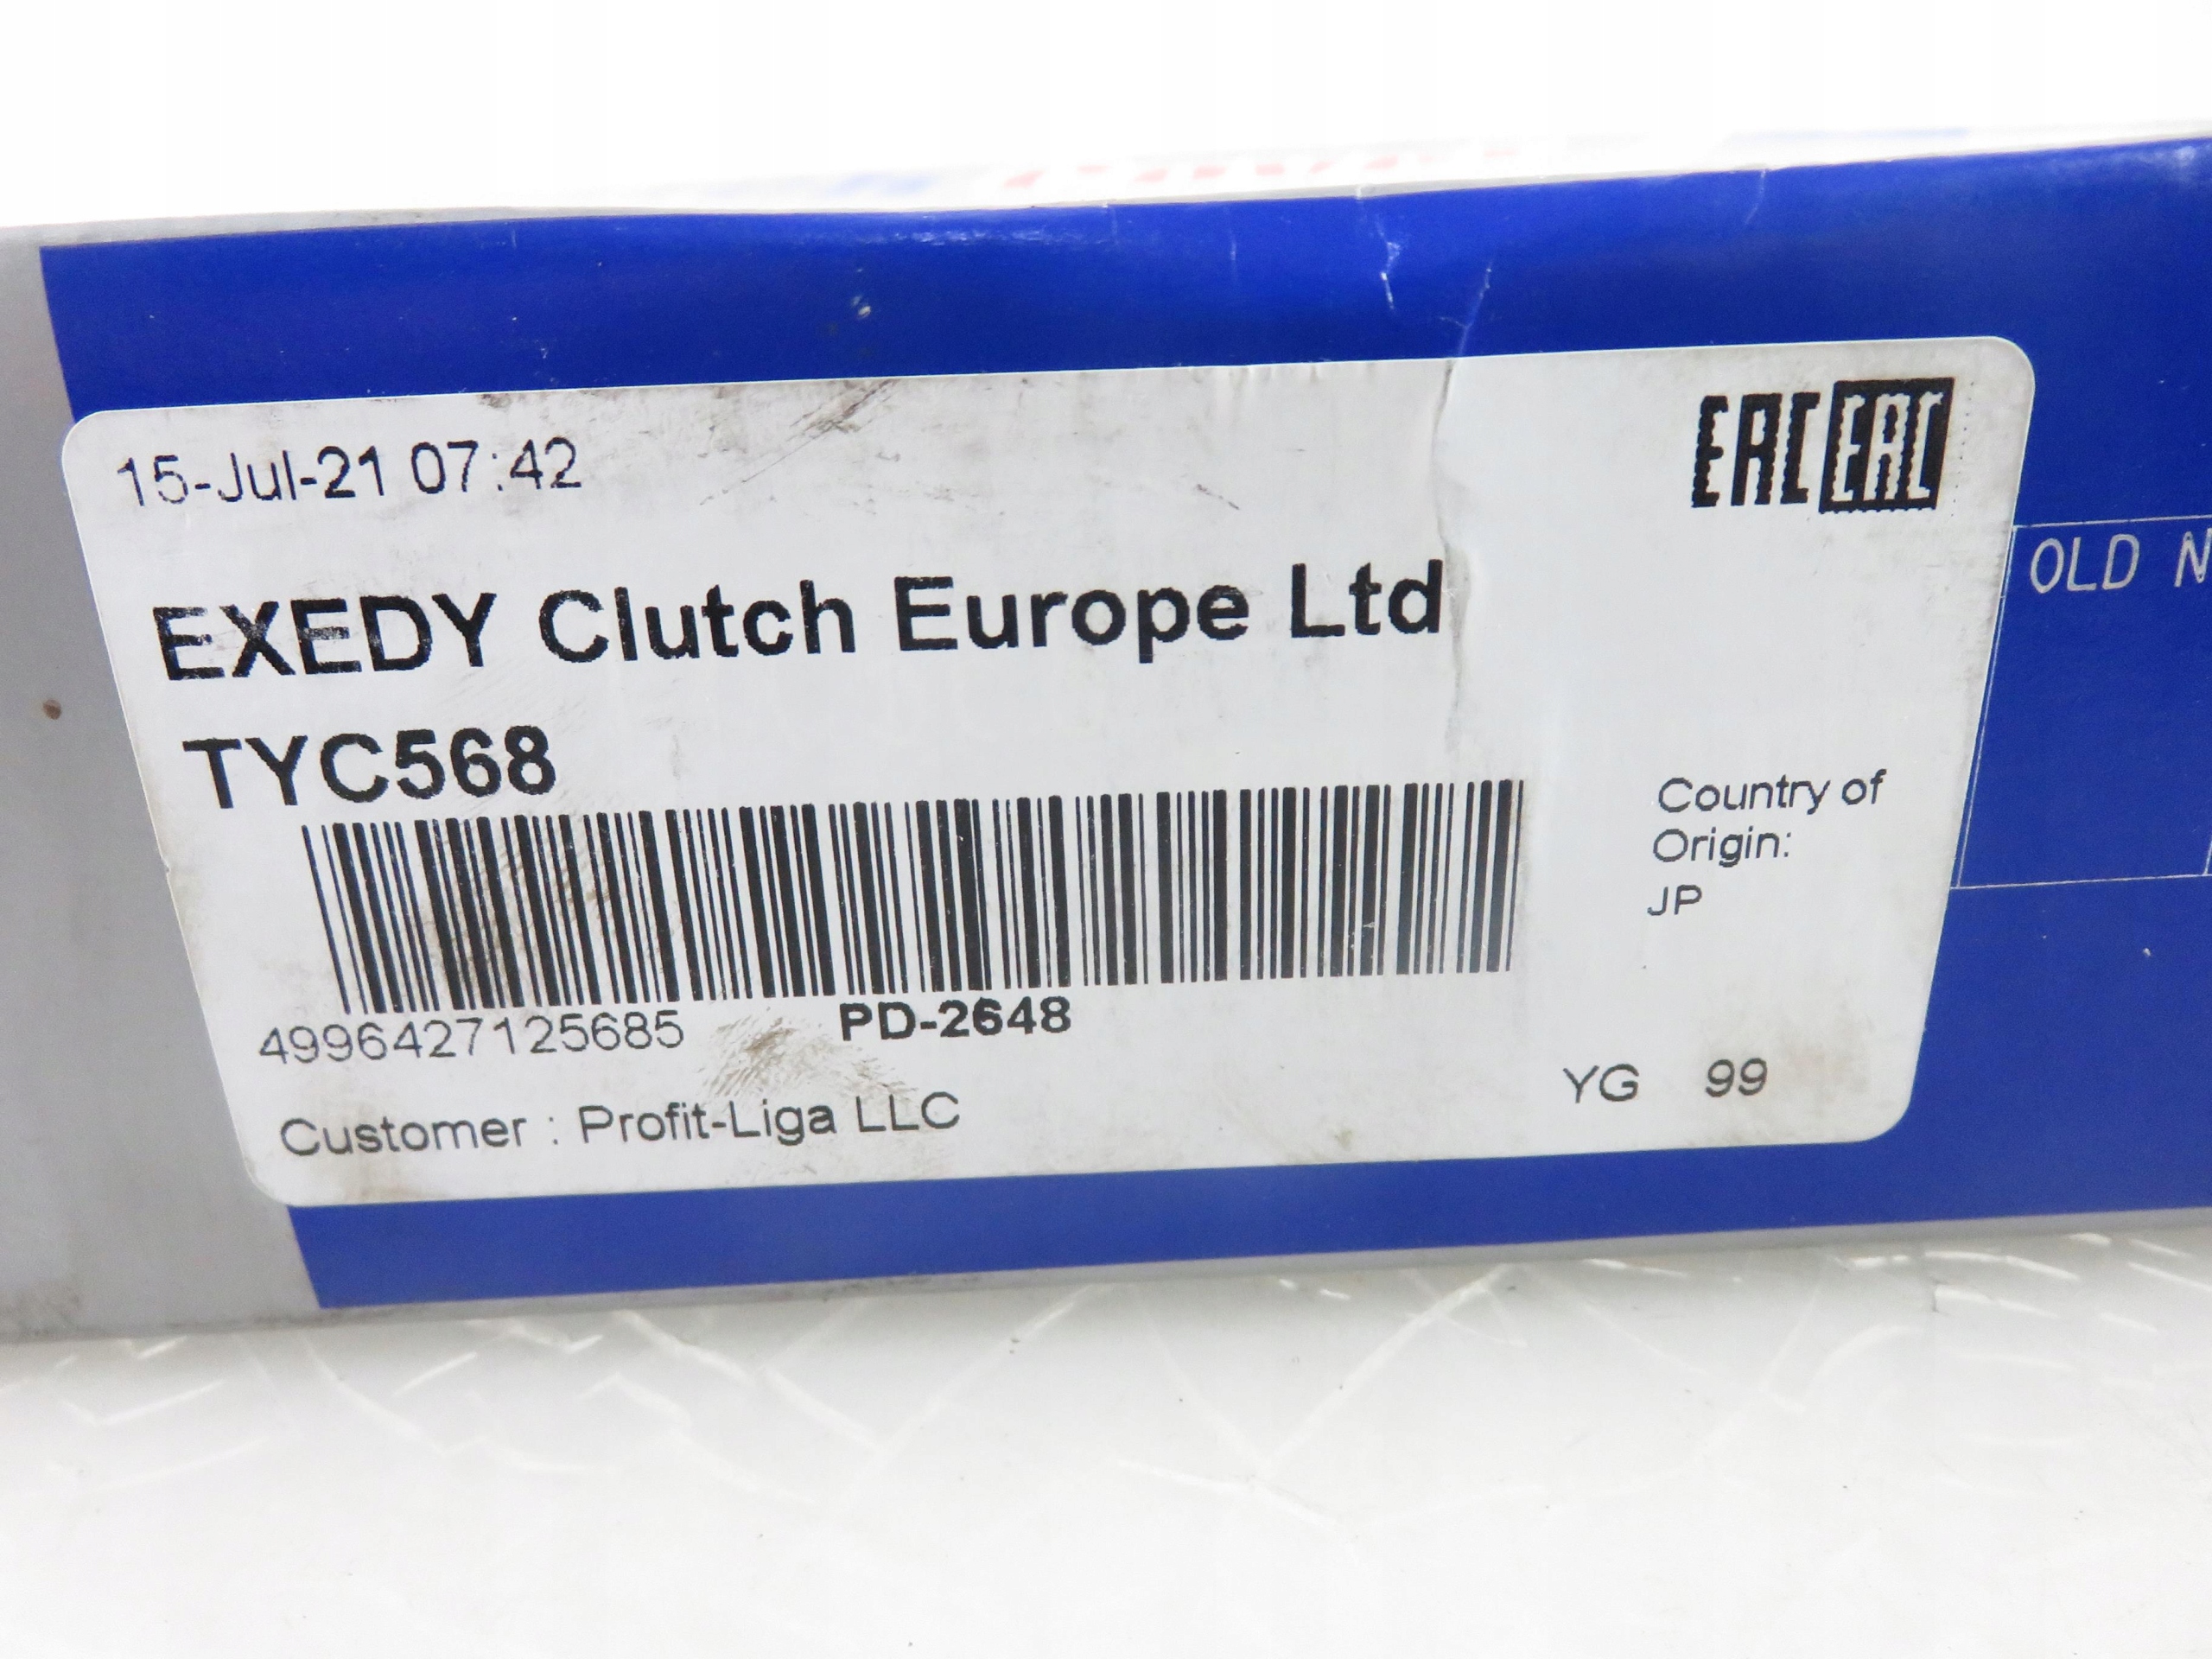 15-Jul-21 07:42
EAC EAC
EXEDY Clutch Europe Ltd
OLD
TYC568
Country of
Origin:
JP
4996427125685 PD-2648
YG 99
Customer : Profit-Liga LLC